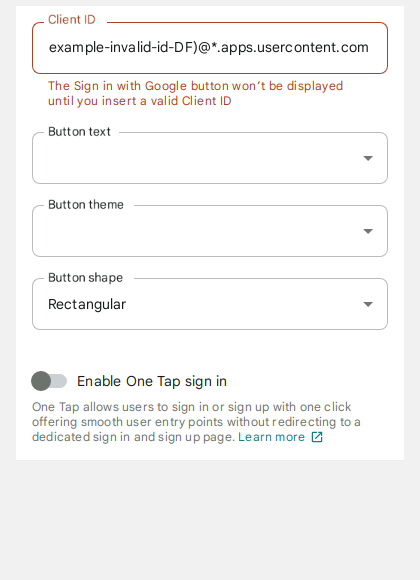 Client ID
example-invalid-id-DF)@*.apps.usercontent.com
The Sign in with Google button won’t be displayed
until you insert a valid Client ID
Button text
Button theme
Button shape
Rectangular
Enable One Tap sign in
One Tap allows users to sign in or sign up with one click
offering smooth user entry points without redirecting to a
dedicated sign in and sign up page. Learn more